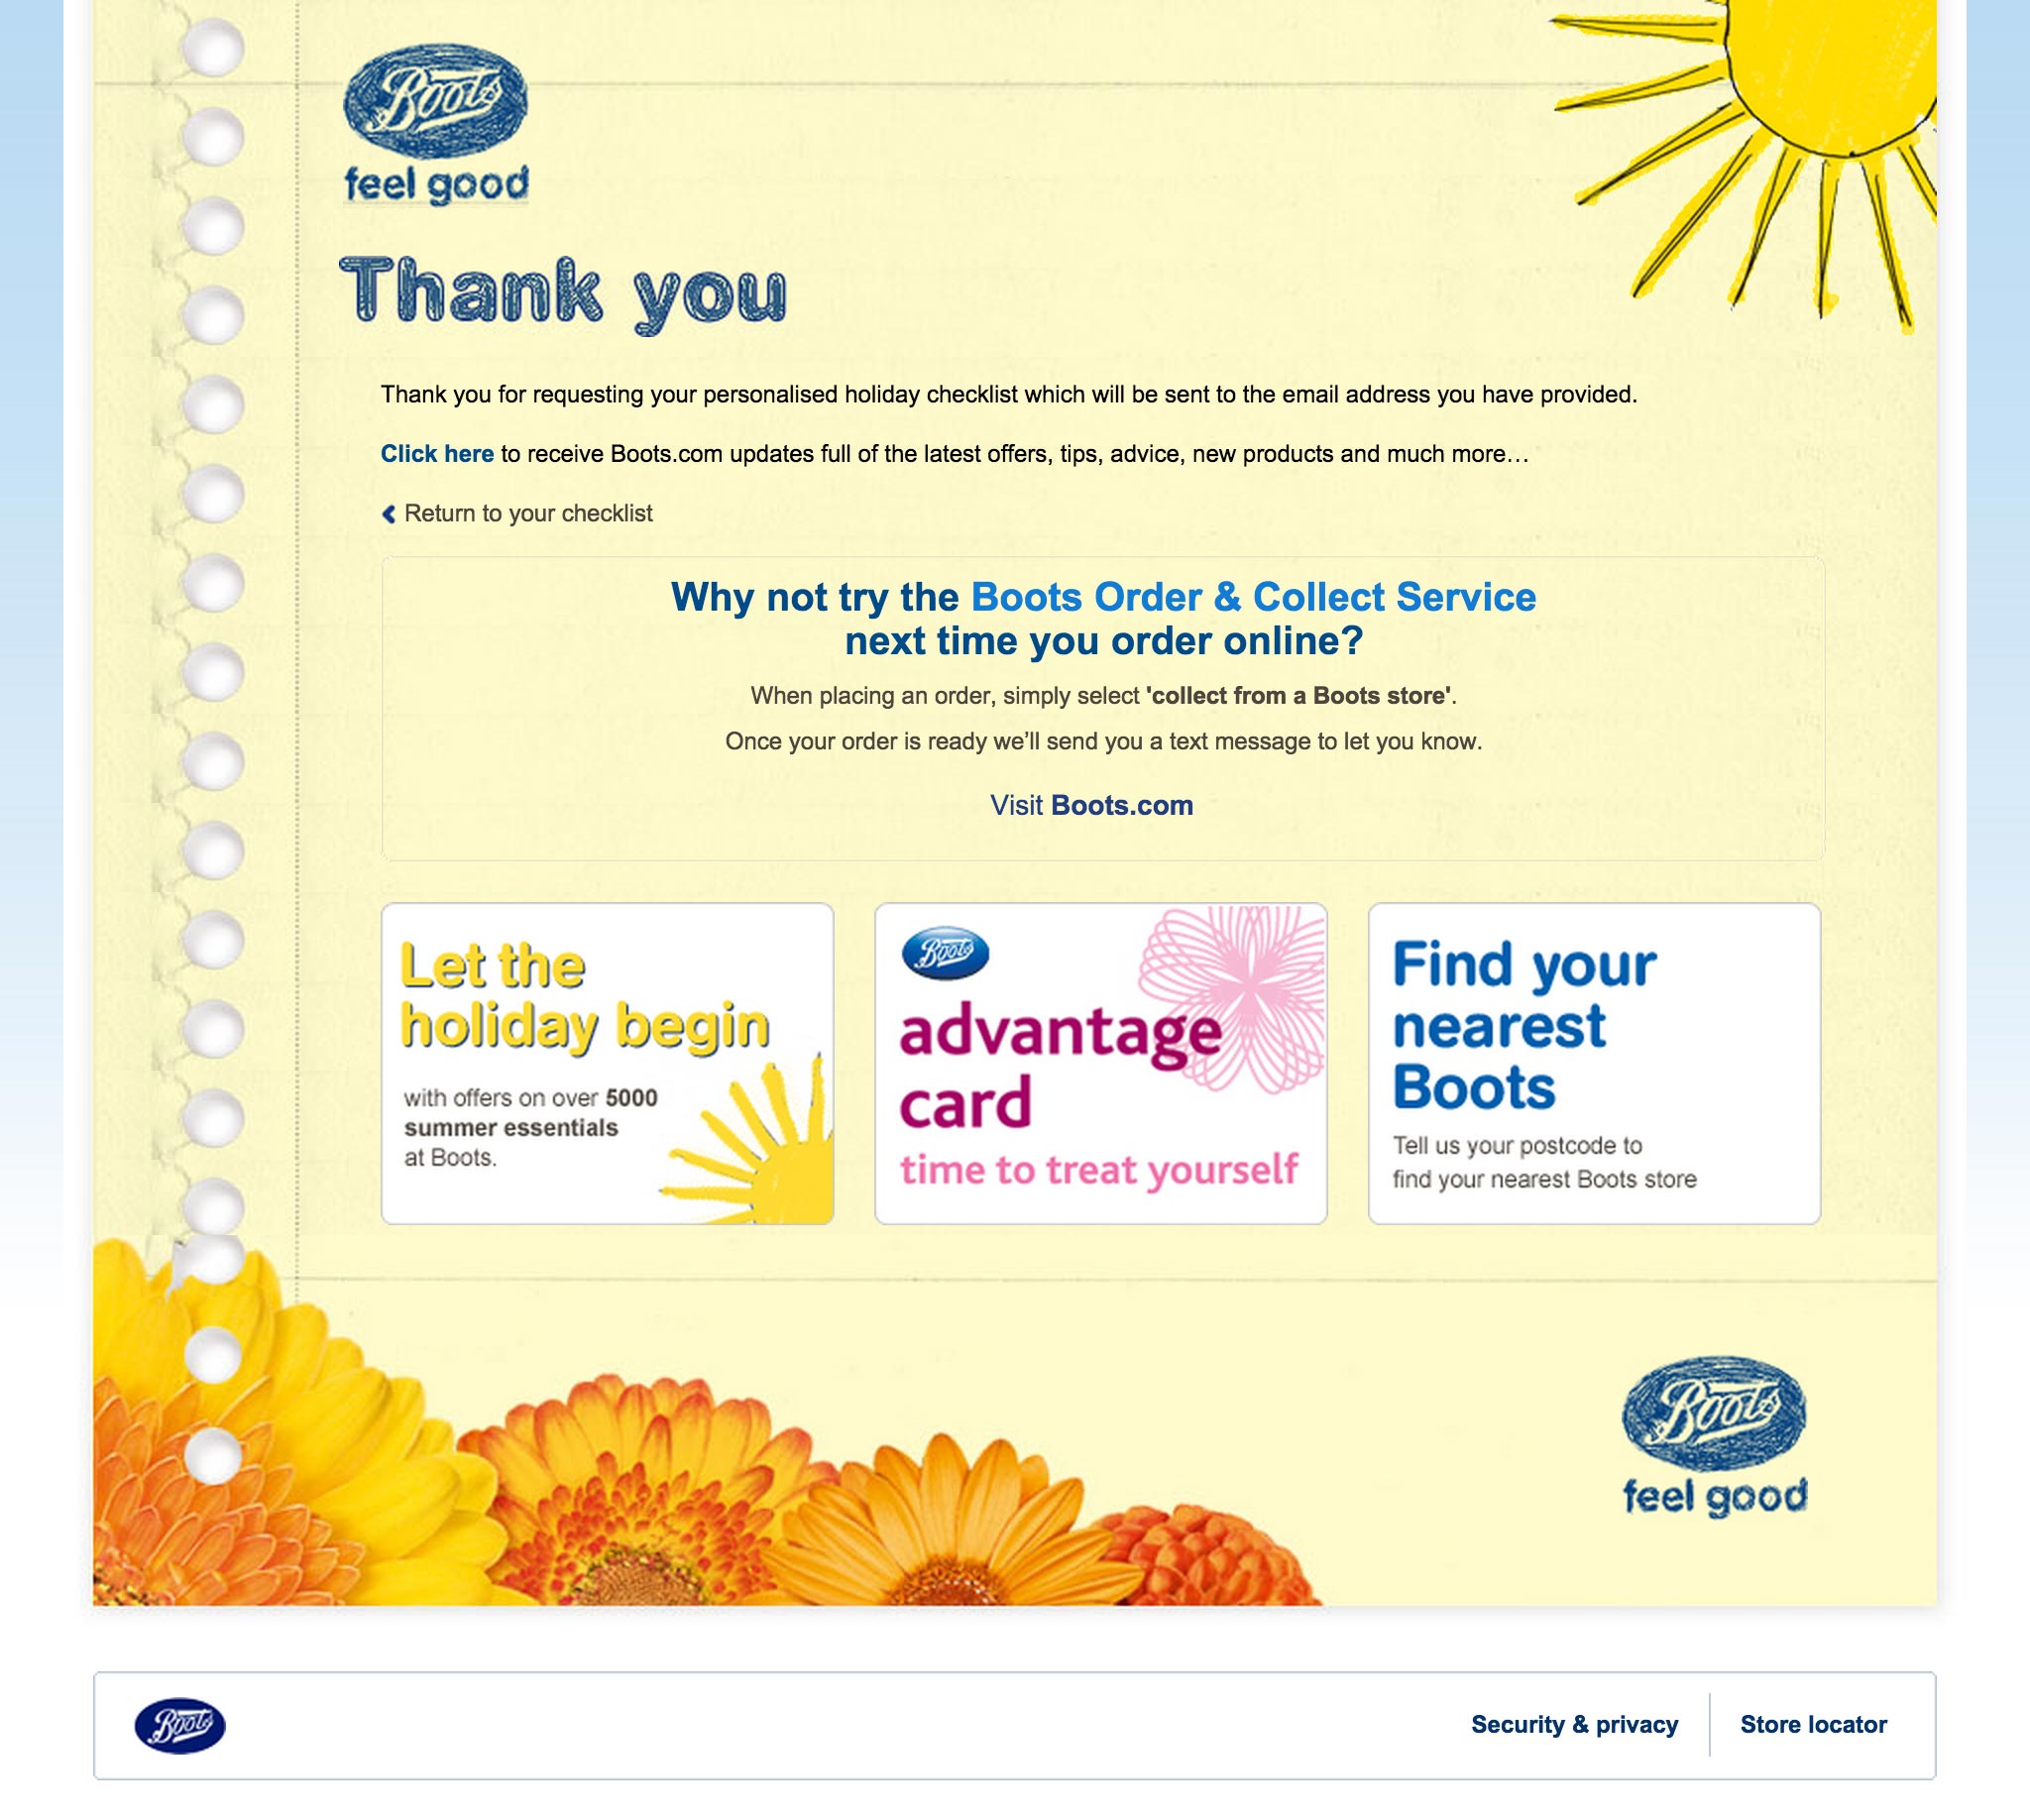 Boots
feel good
Thank you
Thank you for requesting your personalised holiday checklist which will be sent to the email address you have provided.
Click here to receive Boots.com updates full of the latest offers, tips, advice, new products and much more…
Return to your checklist
Why not try the Boots Order & Collect Service
next time you order online?
When placing an order, simply select 'collect from a Boots store'.
Once your order is ready we’ll send you a text message to let you know.
Visit Boots.com
Let the
holiday begin
with offers on over 5000
summer essentials
at Boots.
Boots
advantage
card
time to treat yourself
Find your
nearest
Boots
Tell us your postcode to
find your nearest Boots store
Boots
feel good
Boots
Security & privacy
Store locator